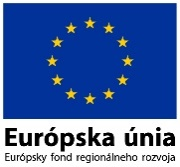 Európska únia
Európsky fond regionálneho rozvoja